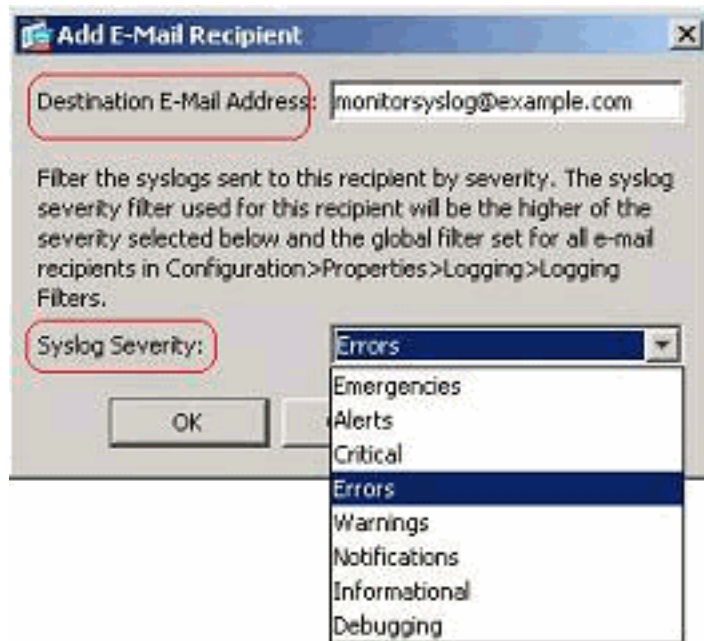 Add E-Mail Recipient
Destination E-Mail Address: monitorsyslog@example.com
Filter the syslogs sent to this recipient by severity. The syslog
severity filter used for this recipient will be the higher of the
severity selected below and the global filter set for all e-mail
recipients in Configuration>Properties>Logging>Logging
Filters.
Syslog Severity: Errors
Emergencies
OK Alerts
Critical
Errors
Warnings
Notifications
Informational
Debugging